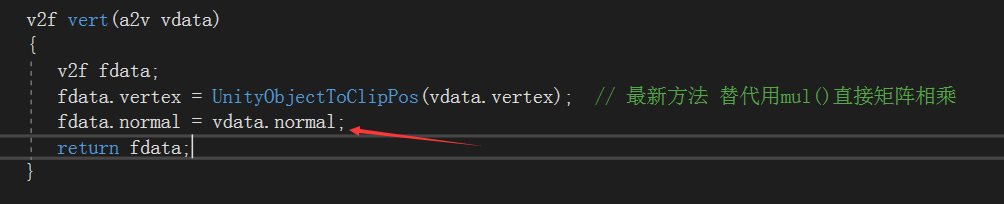 v2f vert(a2v vdata)
{
v2f fdata;
fdata.vertex = UnityObjectToClipPos(vdata.vertex);  // 最新方法 替代用mul()直接矩阵相乘
fdata.normal = vdata.normal;
return fdata;
}